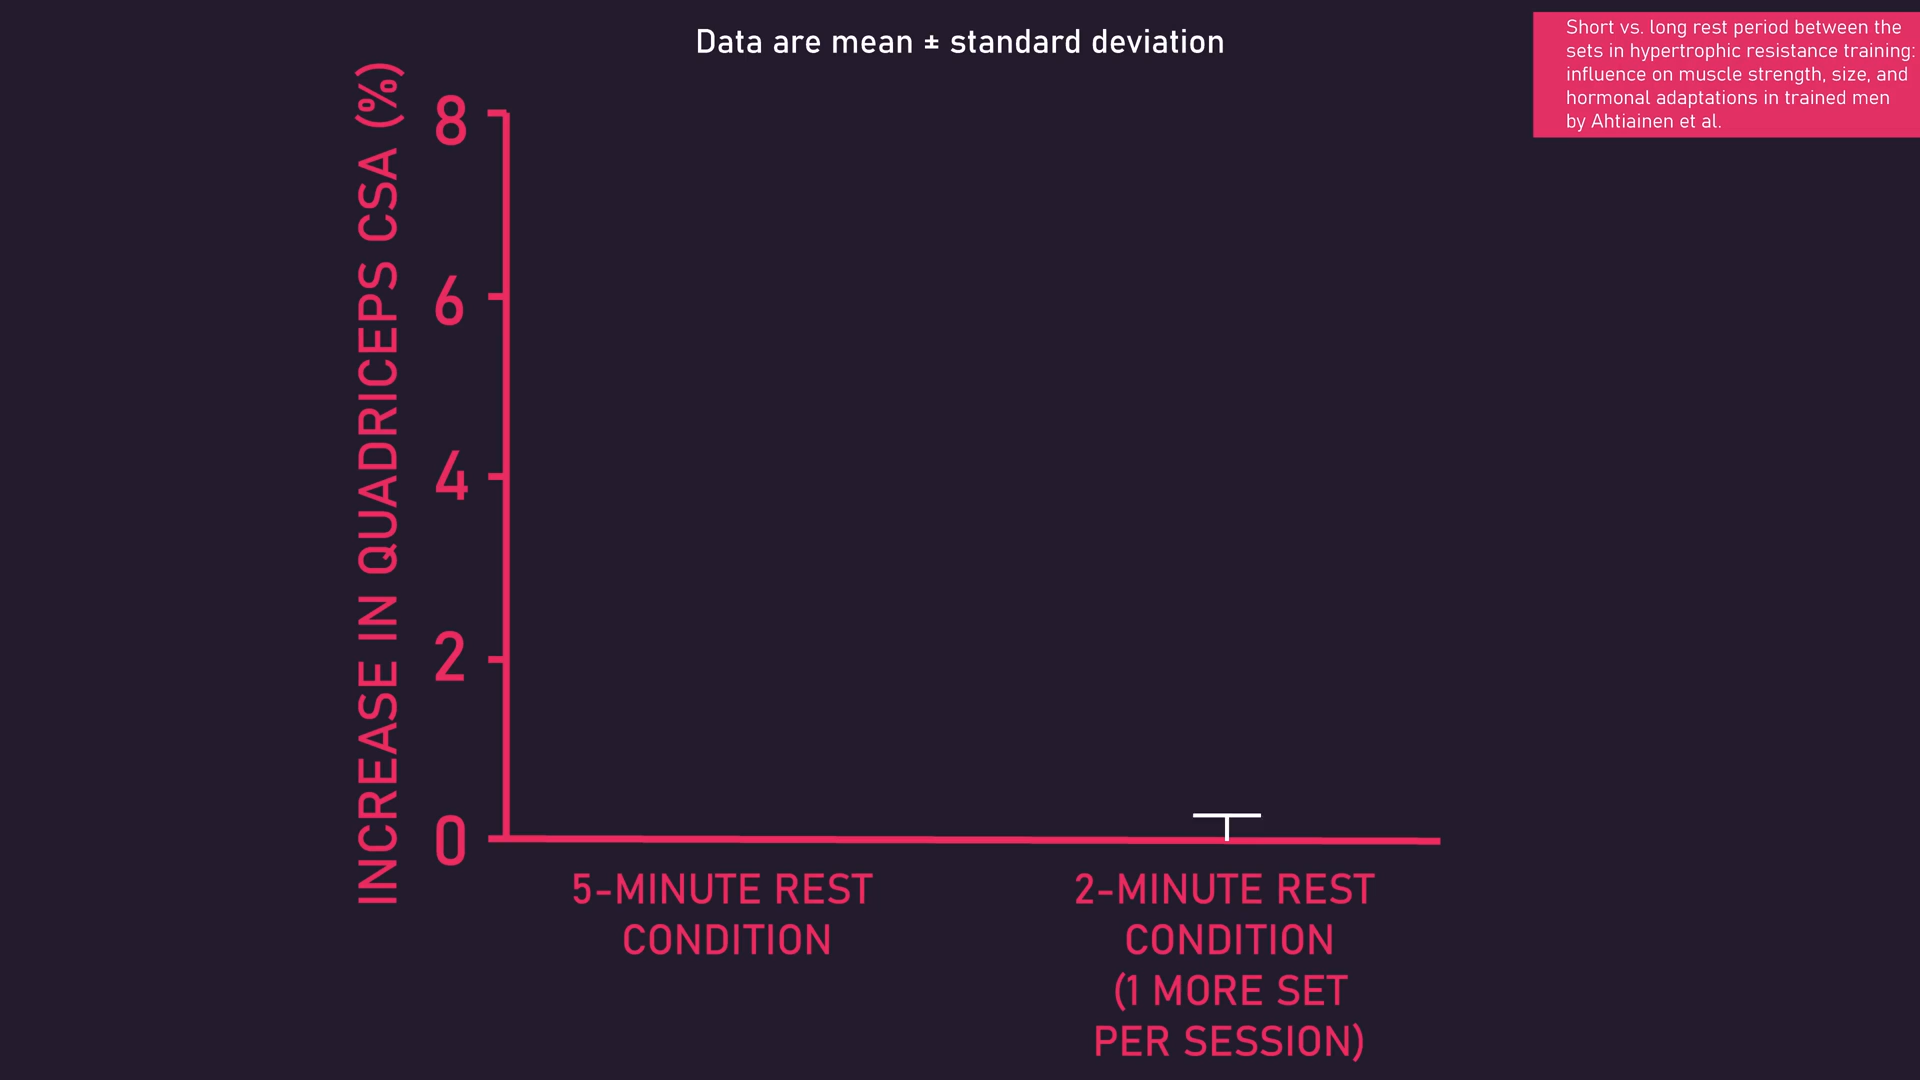 Data are mean ± standard deviation
Short vs. long rest period between the
sets in hypertrophic resistance training:
influence on muscle strength, size, and
hormonal adaptations in trained men
by Ahtiainen et al.
INCREASE IN QUADRICEPS CSA (%)
8
6
4
2
0
5-MINUTE REST
CONDITION
2-MINUTE REST
CONDITION
(1 MORE SET
PER SESSION)